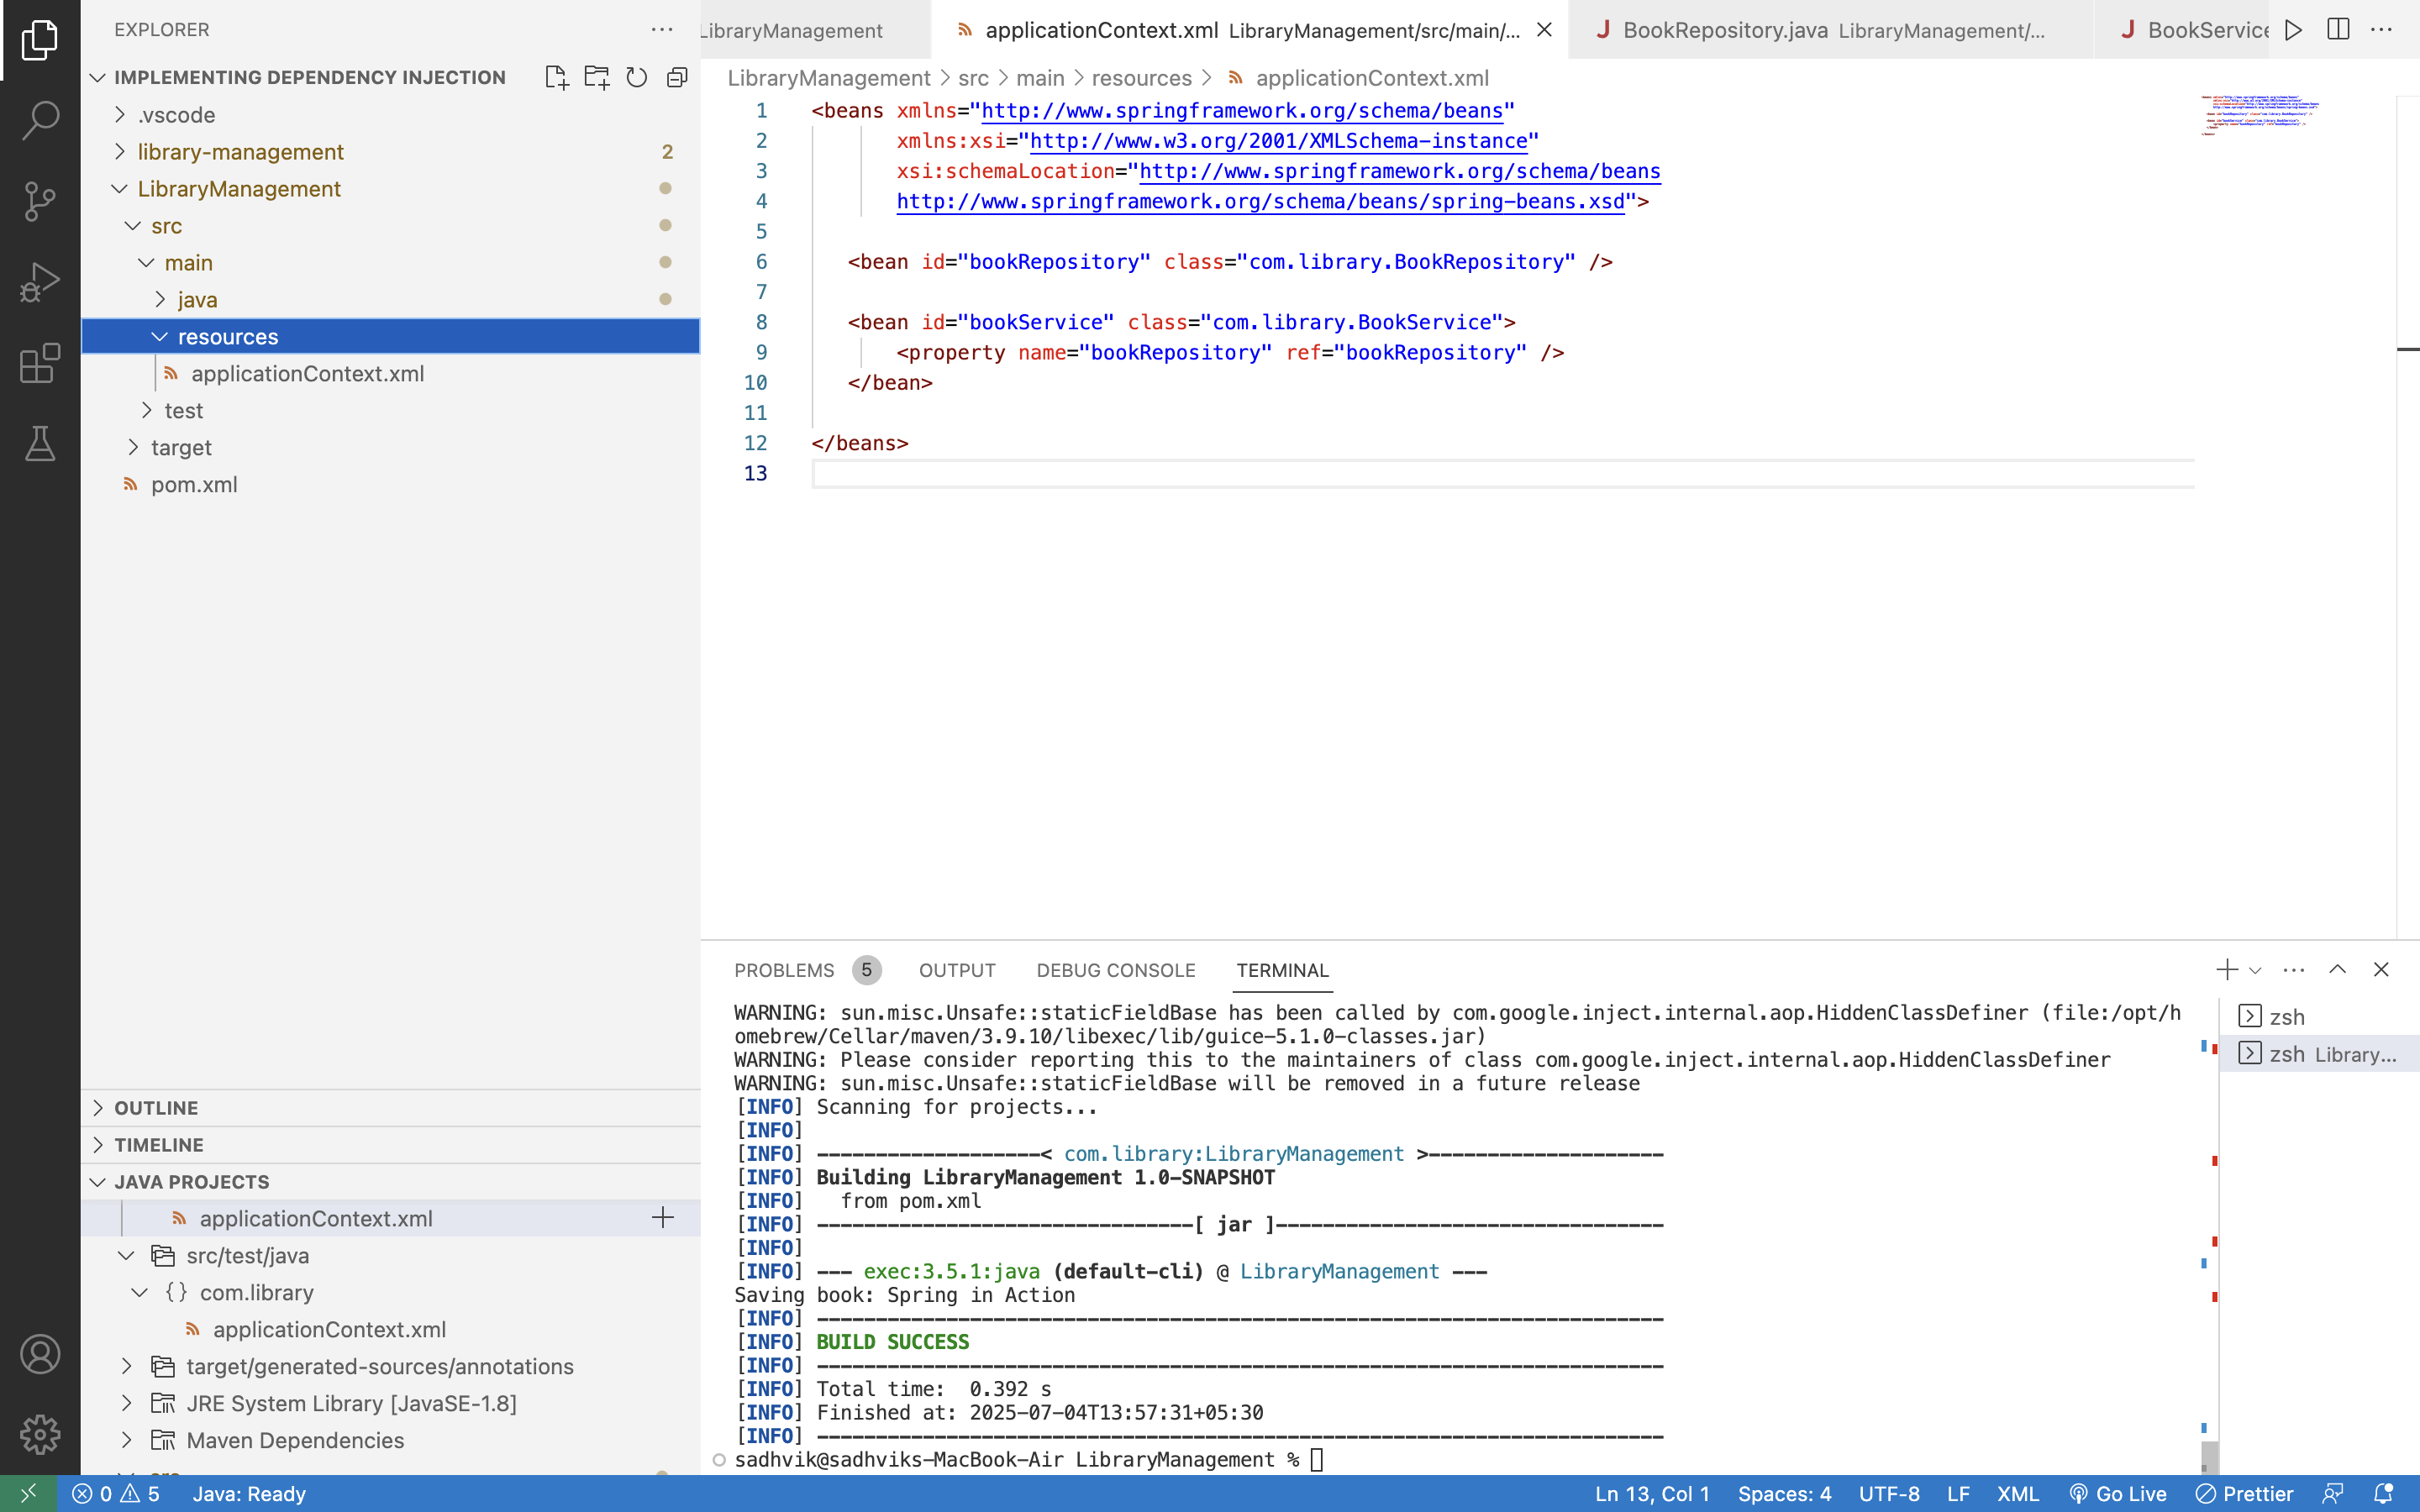 EXPLORER
IMPLEMENTING DEPENDENCY INJECTION
.vscode
library-management 2
LibraryManagement
src
main
java
resources
applicationContext.xml
test
target
pom.xml
OUTLINE
TIMELINE
JAVA PROJECTS
applicationContext.xml
src/test/java
com.library
applicationContext.xml
target/generated-sources/annotations
JRE System Library [JavaSE-1.8]
Maven Dependencies
LibraryManagement
applicationContext.xml LibraryManagement/src/main/...
BookRepository.java LibraryManagement/...
BookService
LibraryManagement > src > main > resources > applicationContext.xml
1 <beans xmlns="http://www.springframework.org/schema/beans"
2 xmlns:xsi="http://www.w3.org/2001/XMLSchema-instance"
3 xsi:schemaLocation="http://www.springframework.org/schema/beans
4 http://www.springframework.org/schema/beans/spring-beans.xsd">
5
6 <bean id="bookRepository" class="com.library.BookRepository" />
7
8 <bean id="bookService" class="com.library.BookService">
9 <property name="bookRepository" ref="bookRepository" />
10 </bean>
11
12 </beans>
13
PROBLEMS 5 OUTPUT DEBUG CONSOLE TERMINAL
WARNING: sun.misc.Unsafe::staticFieldBase has been called by com.google.inject.internal.aop.HiddenClassDefiner (file:/opt/h
omebrew/Cellar/maven/3.9.10/libexec/lib/guice-5.1.0-classes.jar)
WARNING: Please consider reporting this to the maintainers of class com.google.inject.internal.aop.HiddenClassDefiner
WARNING: sun.misc.Unsafe::staticFieldBase will be removed in a future release
[INFO] Scanning for projects...
[INFO]
[INFO] -------------------< com.library:LibraryManagement >--------------------
[INFO] Building LibraryManagement 1.0-SNAPSHOT
[INFO] from pom.xml
[INFO] --------------------------------[ jar ]---------------------------------
[INFO]
[INFO] --- exec:3.5.1:java (default-cli) @ LibraryManagement ---
Saving book: Spring in Action
[INFO] ------------------------------------------------------------------------
[INFO] BUILD SUCCESS
[INFO] ------------------------------------------------------------------------
[INFO] Total time: 0.392 s
[INFO] Finished at: 2025-07-04T13:57:31+05:30
[INFO] ------------------------------------------------------------------------
sadhvik@sadhviks-MacBook-Air LibraryManagement %
zsh
zsh Library...
0 5 Java: Ready
Ln 13, Col 1 Spaces: 4 UTF-8 LF XML Go Live Prettier